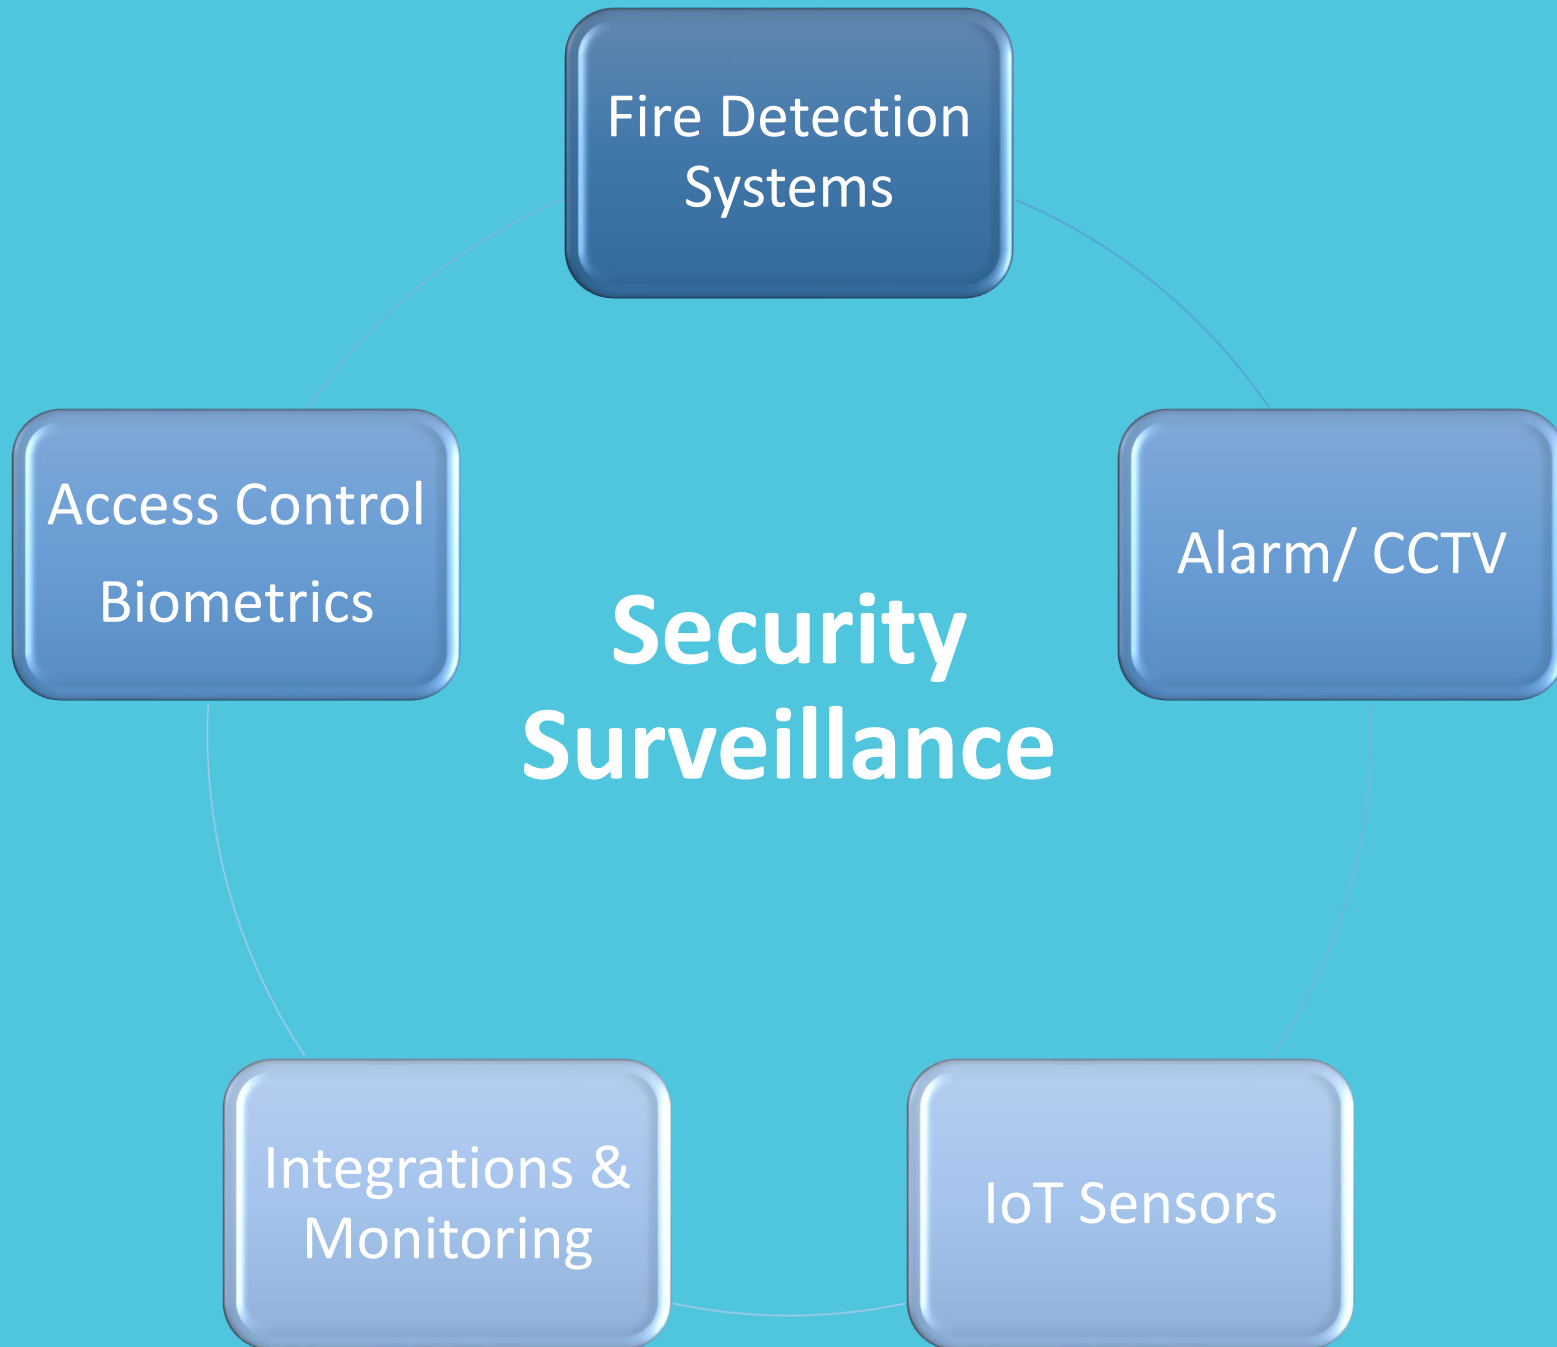 Fire Detection
Systems
Alarm/ CCTV
Access Control
Biometrics
Security
Surveillance
Integrations &
Monitoring
IoT Sensors